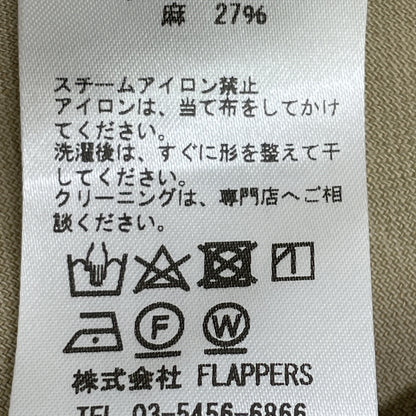 麻 27%
スチームアイロン禁止
アイロンは、当て布をしてかけ
てください。
洗濯後は、すぐに形を整えて干
してください。
クリーニングは、専門店へご相
談ください。
F W
株式会社 FLAPPERS
TEL 03-5456-6866